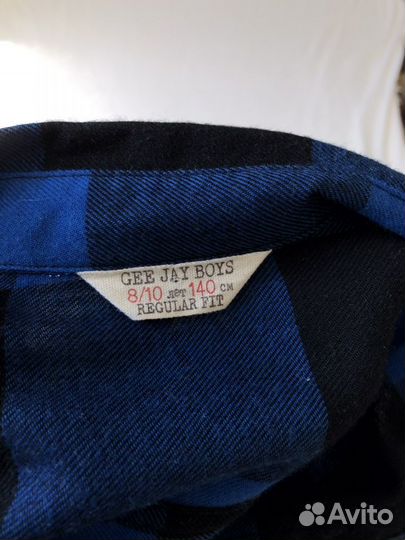 GEE JAY BOYS
8/10 лет 140 см
REGULAR FIT
Avito